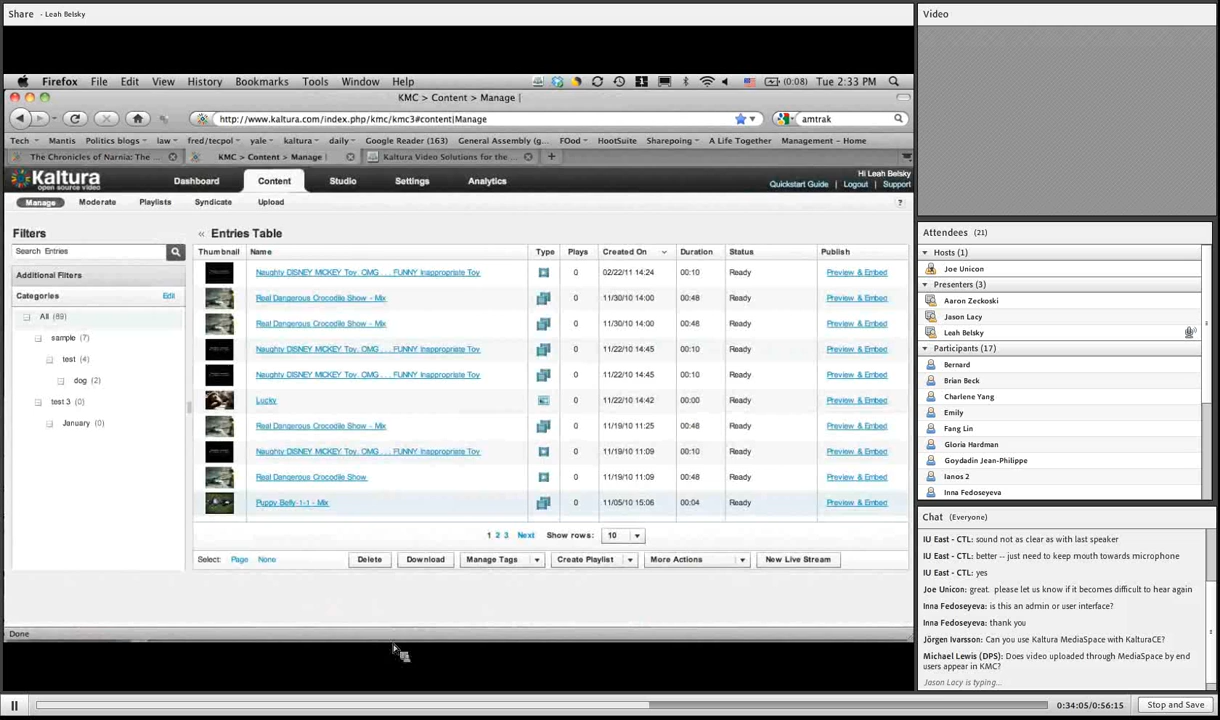 Share - Leah Belsky
Firefox File Edit View History Bookmarks Tools Window Help
(0:08) Tue 2:33 PM
KMC > Content > Manage |
http://www.kaltura.com/index.php/kmc/kmc3#content|Manage
amtrak
Tech Mantis Politics blogs law fred/tecpol yale kaltura daily Google Reader (163) General Assembly (g... FOod HootSuite Sharepoing A Life Together Management - Home
The Chronicles of Narnia: The ... KMC > Content > Manage | Kaltura Video Solutions for the ...
Kaltura
open source video
Dashboard Content Studio Settings Analytics
Hi Leah Belsky
Quickstart Guide | Logout | Support
Manage Moderate Playlists Syndicate Upload ?
Filters
Search Entries
Additional Filters
Categories Edit
All (89)
sample (7)
test (4)
dog (2)
test 3 (0)
January (0)
« Entries Table
Thumbnail Name Type Plays Created On Duration Status Publish
Naughty DISNEY MICKEY Toy. OMG . . . FUNNY Inappropriate Toy 0 02/22/11 14:24 00:10 Ready Preview & Embed
Real Dangerous Crocodile Show - Mix 0 11/30/10 14:00 00:48 Ready Preview & Embed
Real Dangerous Crocodile Show - Mix 0 11/30/10 14:00 00:48 Ready Preview & Embed
Naughty DISNEY MICKEY Toy. OMG . . . FUNNY Inappropriate Toy 0 11/22/10 14:45 00:10 Ready Preview & Embed
Naughty DISNEY MICKEY Toy. OMG . . . FUNNY Inappropriate Toy 0 11/22/10 14:45 00:10 Ready Preview & Embed
Lucky 0 11/22/10 14:42 00:00 Ready Preview & Embed
Real Dangerous Crocodile Show - Mix 0 11/19/10 11:25 00:48 Ready Preview & Embed
Naughty DISNEY MICKEY Toy. OMG . . . FUNNY Inappropriate Toy 0 11/19/10 11:09 00:10 Ready Preview & Embed
Real Dangerous Crocodile Show 0 11/19/10 11:09 00:48 Ready Preview & Embed
Puppy Belly-1-1 - Mix 0 11/05/10 15:06 00:04 Ready Preview & Embed
1 2 3 Next Show rows: 10
Select: Page None Delete Download Manage Tags Create Playlist More Actions New Live Stream
Done
Video
Attendees (21)
Hosts (1)
Joe Unicon
Presenters (3)
Aaron Zeckoski
Jason Lacy
Leah Belsky
Participants (17)
Bernard
Brian Beck
Charlene Yang
Emily
Fang Lin
Gloria Hardman
Goydadin Jean-Philippe
Ianos 2
Inna Fedoseyeva
Chat (Everyone)
IU East - CTL: sound not as clear as with last speaker
IU East - CTL: better -- just need to keep mouth towards microphone
IU East - CTL: yes
Joe Unicon: great. please let us know if it becomes difficult to hear again
Inna Fedoseyeva: is this an admin or user interface?
Inna Fedoseyeva: thank you
Jörgen Ivarsson: Can you use Kaltura MediaSpace with KalturaCE?
Michael Lewis (DPS): Does video uploaded through MediaSpace by end
users appear in KMC?
Jason Lacy is typing...
0:34:05/0:56:15 Stop and Save